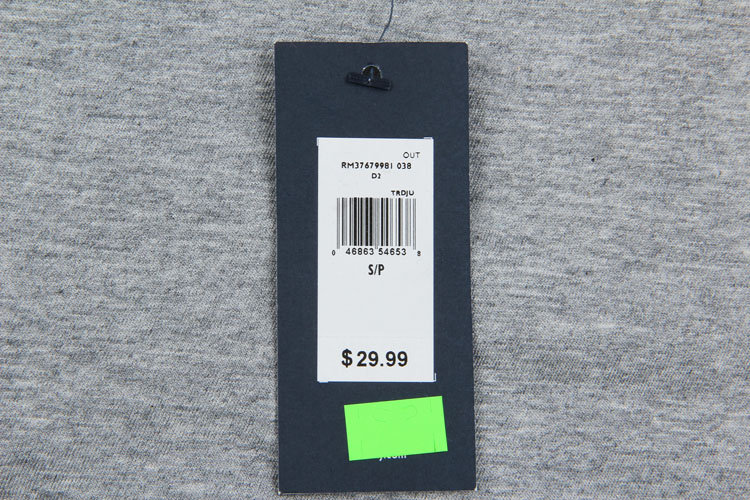 OUT
RM37679981 038
D2
TRDJU
0 46863 54653 8
S/P
$29.99